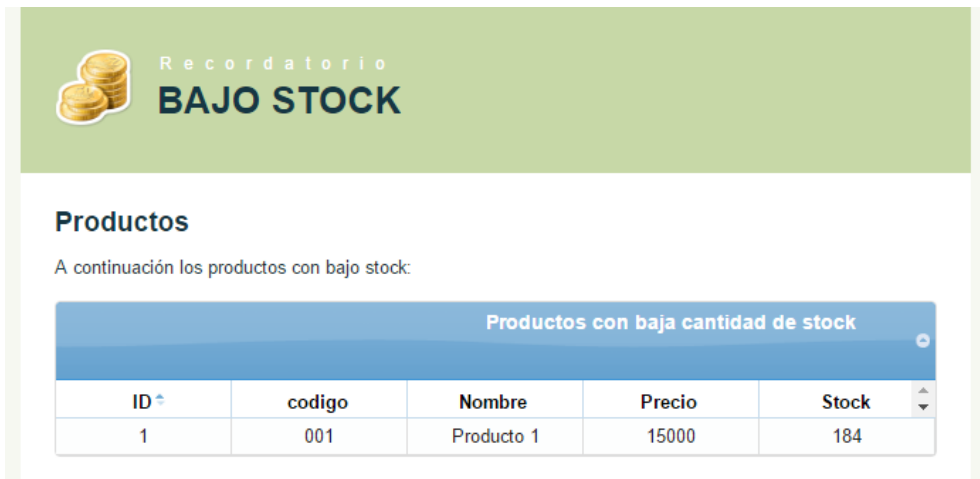 Recordatorio
BAJO STOCK
Productos
A continuación los productos con bajo stock:
Productos con baja cantidad de stock
ID codigo Nombre Precio Stock
1 001 Producto 1 15000 184